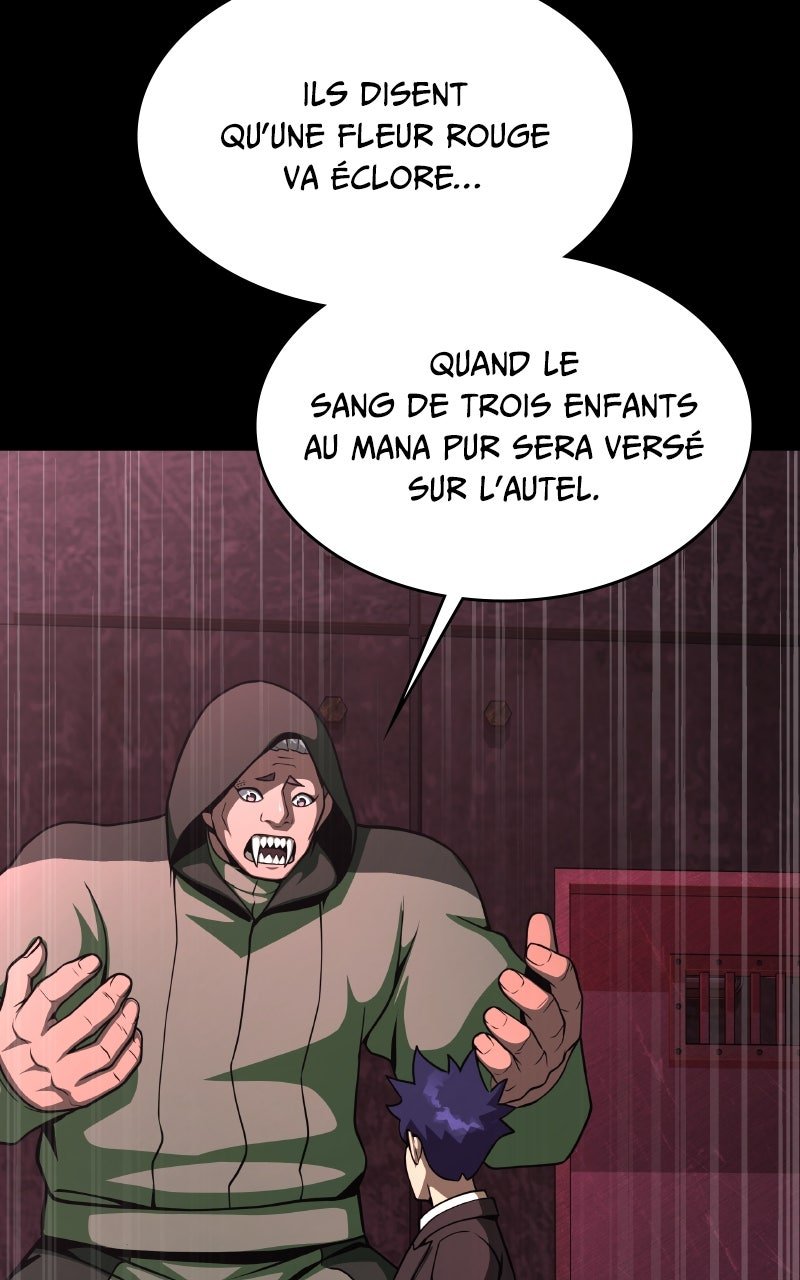 ILS DISENT
QU'UNE FLEUR ROUGE
VA ÉCLORE...
QUAND LE
SANG DE TROIS ENFANTS
AU MANA PUR SERA VERSÉ
SUR L'AUTEL.